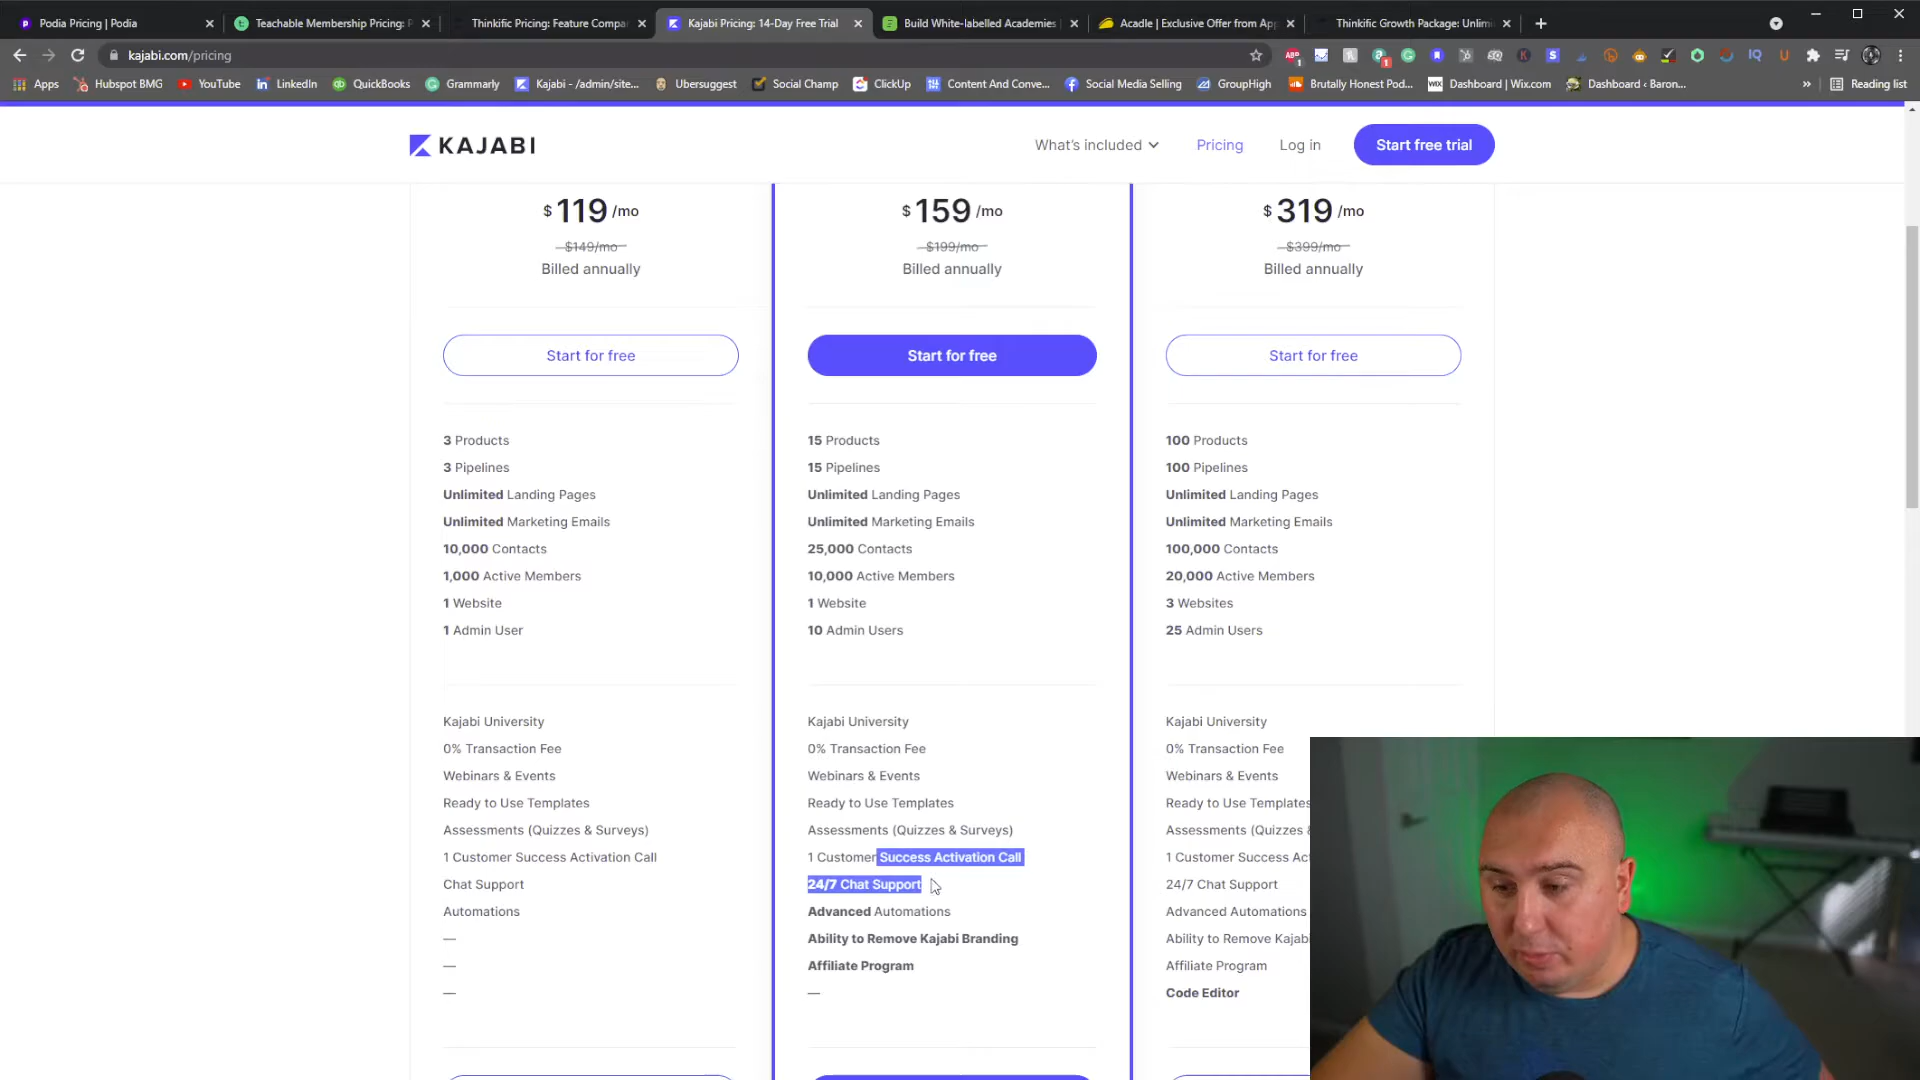 Podia Pricing | Podia
Teachable Membership Pricing: P
Thinkific Pricing: Feature Compa
Kajabi Pricing: 14-Day Free Trial
Build White-labelled Academies
Acadle | Exclusive Offer from App
Thinkific Growth Package: Unlimi
kajabi.com/pricing
Apps
Hubspot BMG
YouTube
LinkedIn
QuickBooks
Grammarly
Kajabi - /admin/site...
Ubersuggest
Social Champ
ClickUp
Content And Conve...
Social Media Selling
GroupHigh
Brutally Honest Pod...
Dashboard | Wix.com
Dashboard ‹ Baron...
»
Reading list
KAJABI
What's included
Pricing
Log in
Start free trial
$ 119 /mo
$149/mo
Billed annually
Start for free
3 Products
3 Pipelines
Unlimited Landing Pages
Unlimited Marketing Emails
10,000 Contacts
1,000 Active Members
1 Website
1 Admin User
Kajabi University
0% Transaction Fee
Webinars & Events
Ready to Use Templates
Assessments (Quizzes & Surveys)
1 Customer Success Activation Call
Chat Support
Automations
—
—
—
$ 159 /mo
$199/mo
Billed annually
Start for free
15 Products
15 Pipelines
Unlimited Landing Pages
Unlimited Marketing Emails
25,000 Contacts
10,000 Active Members
1 Website
10 Admin Users
Kajabi University
0% Transaction Fee
Webinars & Events
Ready to Use Templates
Assessments (Quizzes & Surveys)
1 Customer Success Activation Call
24/7 Chat Support
Advanced Automations
Ability to Remove Kajabi Branding
Affiliate Program
—
$ 319 /mo
$399/mo
Billed annually
Start for free
100 Products
100 Pipelines
Unlimited Landing Pages
Unlimited Marketing Emails
100,000 Contacts
20,000 Active Members
3 Websites
25 Admin Users
Kajabi University
0% Transaction Fee
Webinars & Events
Ready to Use Templates
Assessments (Quizzes &
1 Customer Success Act
24/7 Chat Support
Advanced Automations
Ability to Remove Kajabi
Affiliate Program
Code Editor